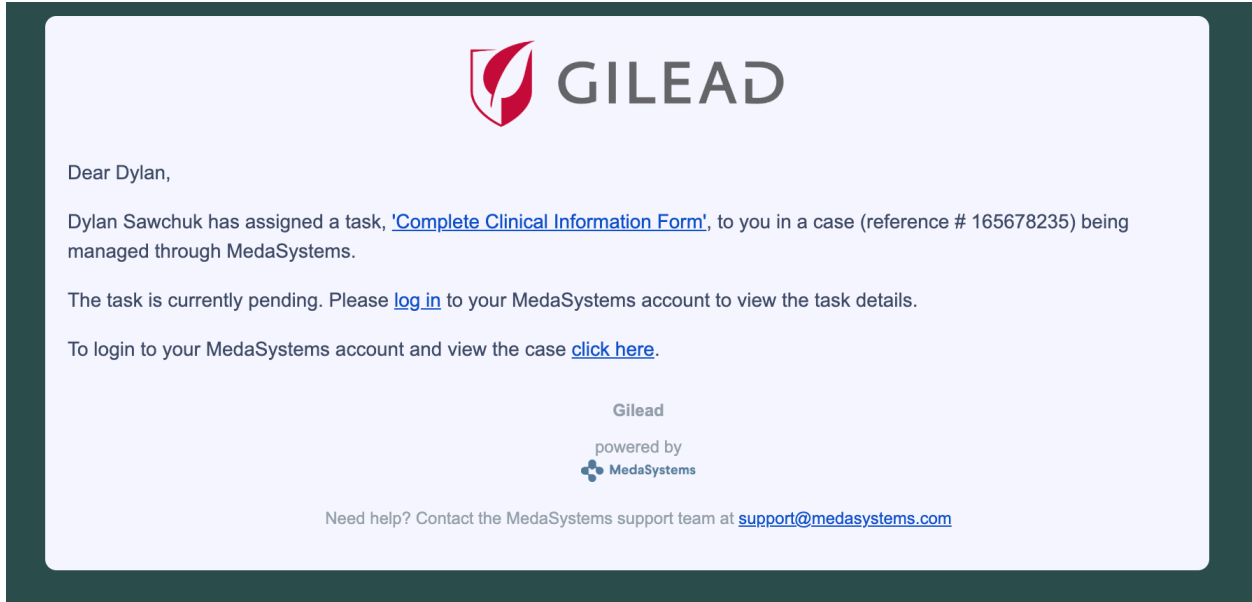 GILEAD
Dear Dylan,
Dylan Sawchuk has assigned a task, 'Complete Clinical Information Form', to you in a case (reference # 165678235) being
managed through MedaSystems.
The task is currently pending. Please log in to your MedaSystems account to view the task details.
To login to your MedaSystems account and view the case click here.
Gilead
powered by
MedaSystems
Need help? Contact the MedaSystems support team at support@medasystems.com